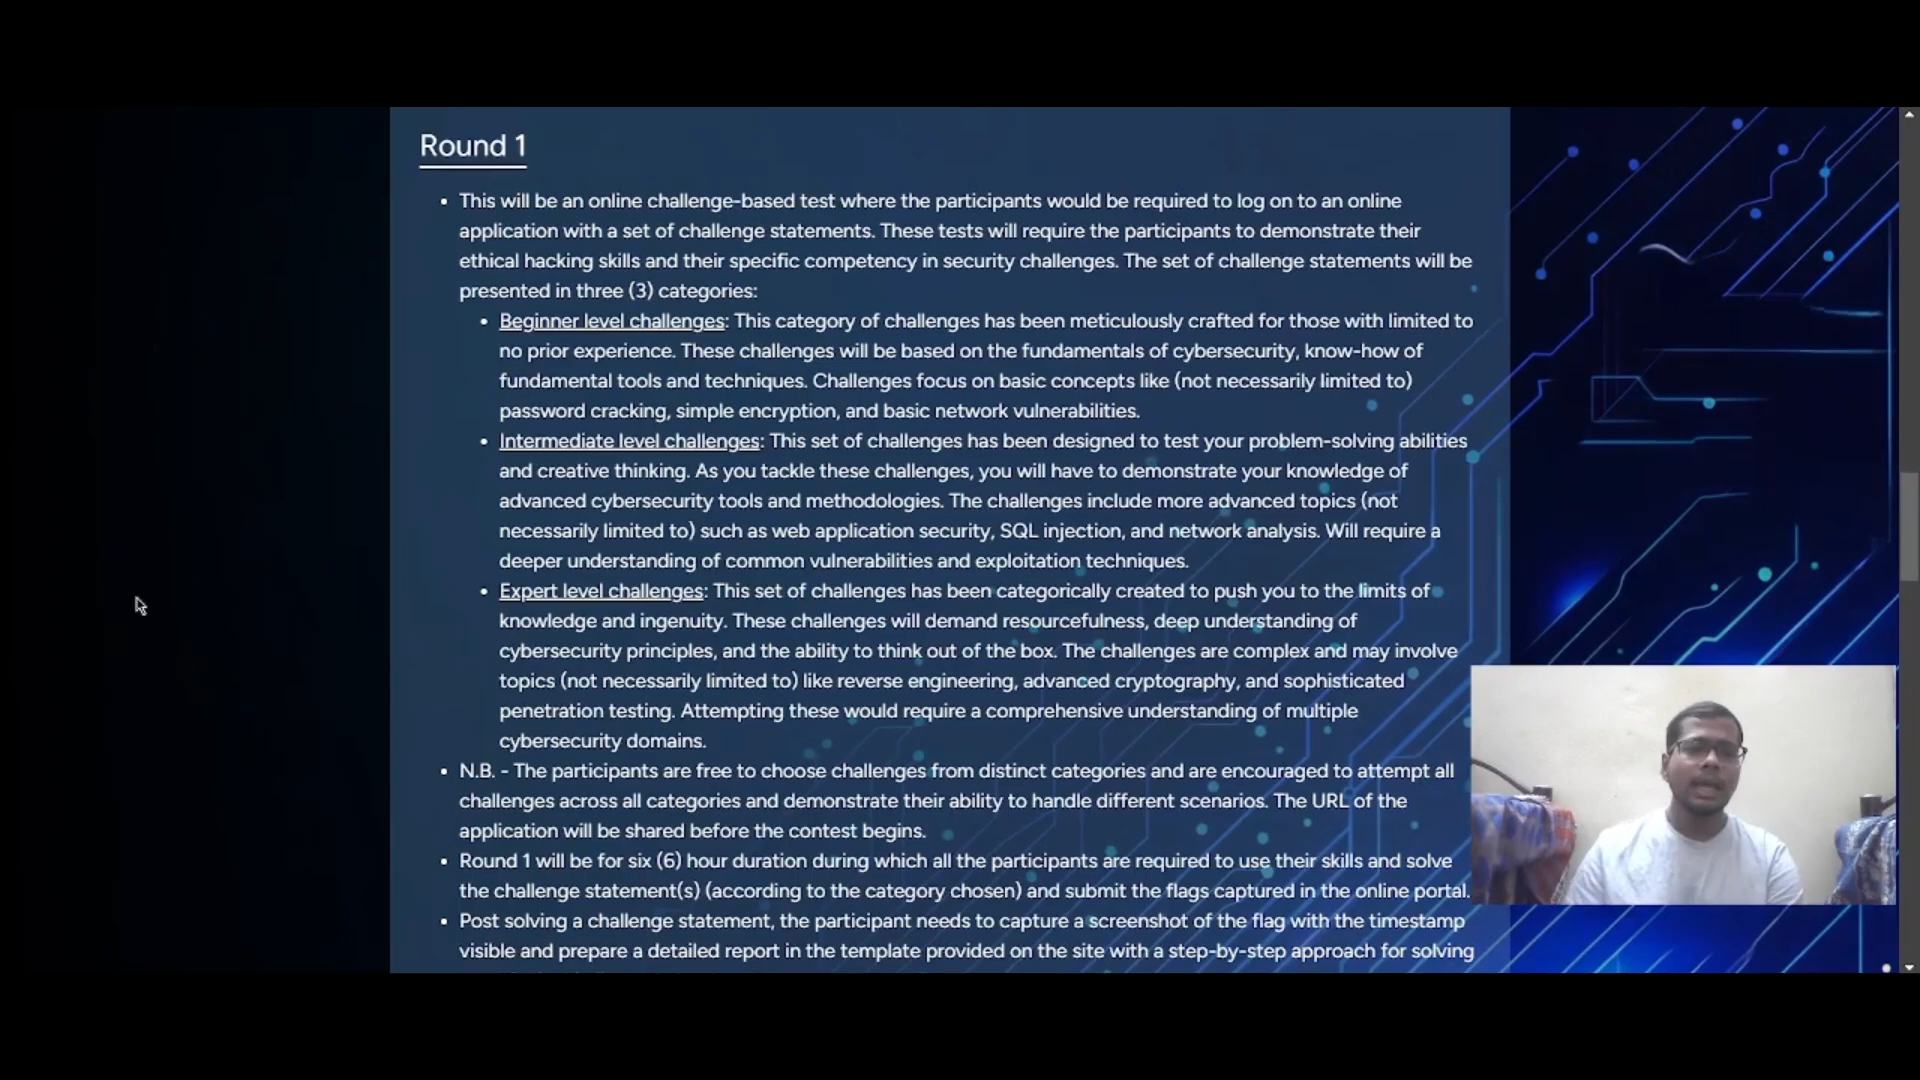 Round 1
This will be an online challenge-based test where the participants would be required to log on to an online
application with a set of challenge statements. These tests will require the participants to demonstrate their
ethical hacking skills and their specific competency in security challenges. The set of challenge statements will be
presented in three (3) categories:
Beginner level challenges: This category of challenges has been meticulously crafted for those with limited to
no prior experience. These challenges will be based on the fundamentals of cybersecurity, know-how of
fundamental tools and techniques. Challenges focus on basic concepts like (not necessarily limited to)
password cracking, simple encryption, and basic network vulnerabilities.
Intermediate level challenges: This set of challenges has been designed to test your problem-solving abilities
and creative thinking. As you tackle these challenges, you will have to demonstrate your knowledge of
advanced cybersecurity tools and methodologies. The challenges include more advanced topics (not
necessarily limited to) such as web application security, SQL injection, and network analysis. Will require a
deeper understanding of common vulnerabilities and exploitation techniques.
Expert level challenges: This set of challenges has been categorically created to push you to the limits of
knowledge and ingenuity. These challenges will demand resourcefulness, deep understanding of
cybersecurity principles, and the ability to think out of the box. The challenges are complex and may involve
topics (not necessarily limited to) like reverse engineering, advanced cryptography, and sophisticated
penetration testing. Attempting these would require a comprehensive understanding of multiple
cybersecurity domains.
N.B. - The participants are free to choose challenges from distinct categories and are encouraged to attempt all
challenges across all categories and demonstrate their ability to handle different scenarios. The URL of the
application will be shared before the contest begins.
Round 1 will be for six (6) hour duration during which all the participants are required to use their skills and solve
the challenge statement(s) (according to the category chosen) and submit the flags captured in the online portal.
Post solving a challenge statement, the participant needs to capture a screenshot of the flag with the timestamp
visible and prepare a detailed report in the template provided on the site with a step-by-step approach for solving